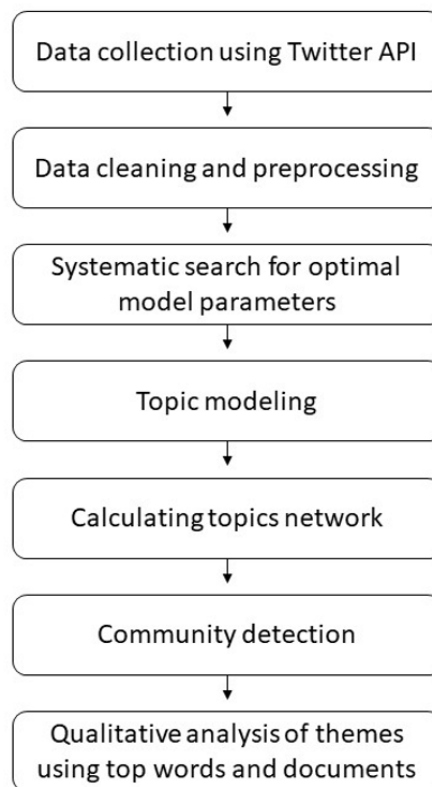 Data collection using Twitter API
Data cleaning and preprocessing
Systematic search for optimal
model parameters
Topic modeling
Calculating topics network
Community detection
Qualitative analysis of themes
using top words and documents